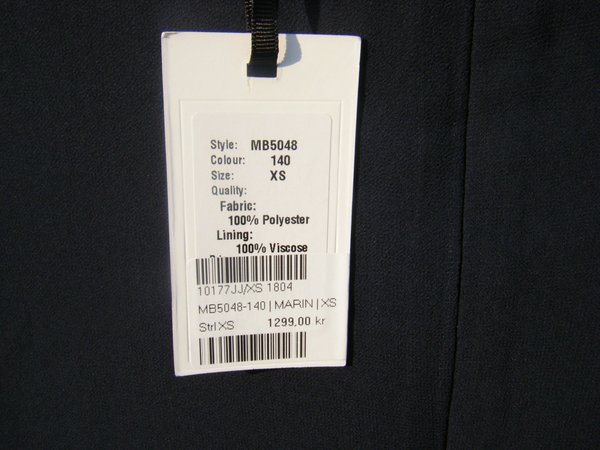 Style: MB5048
Colour: 140
Size: XS
Quality:
Fabric:
100% Polyester
Lining:
100% Viscose
10177JJ/XS 1804
MB5048-140 | MARIN | XS
Strl.XS 1299,00 kr